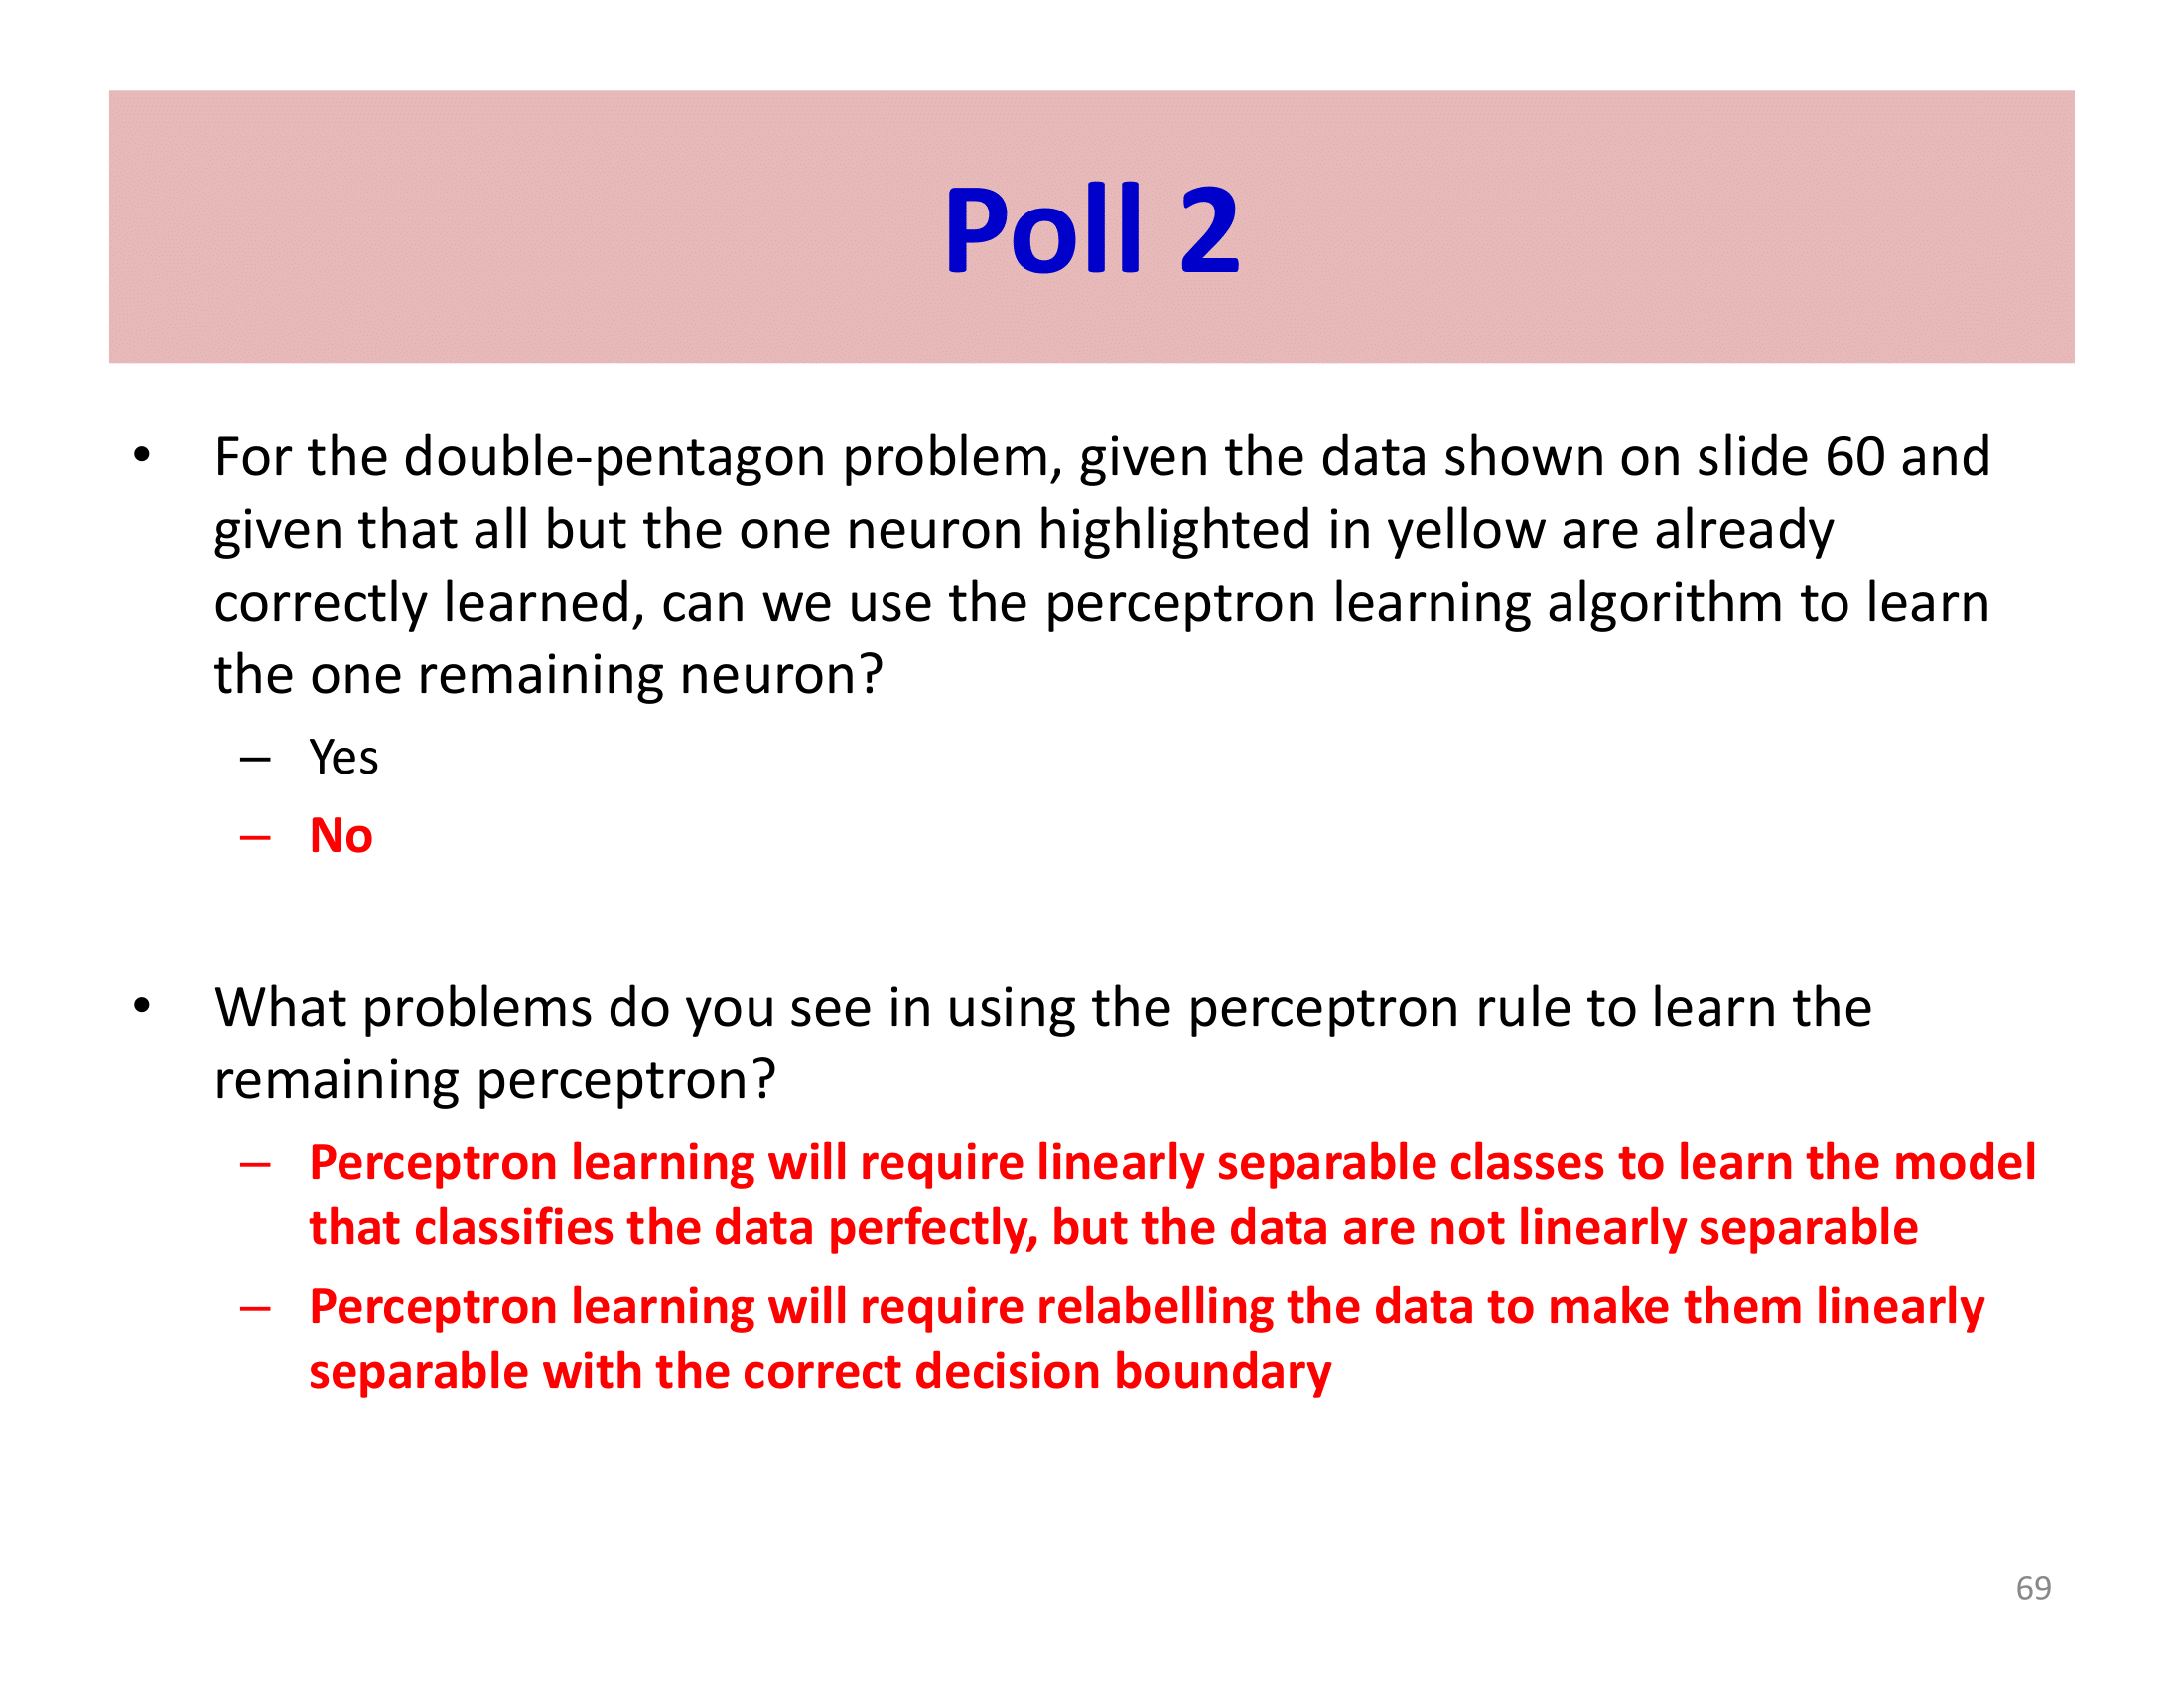 Poll 2
• For the double-pentagon problem, given the data shown on slide 60 and
given that all but the one neuron highlighted in yellow are already
correctly learned, can we use the perceptron learning algorithm to learn
the one remaining neuron?
– Yes
– No
• What problems do you see in using the perceptron rule to learn the
remaining perceptron?
– Perceptron learning will require linearly separable classes to learn the model
that classifies the data perfectly, but the data are not linearly separable
– Perceptron learning will require relabelling the data to make them linearly
separable with the correct decision boundary
69